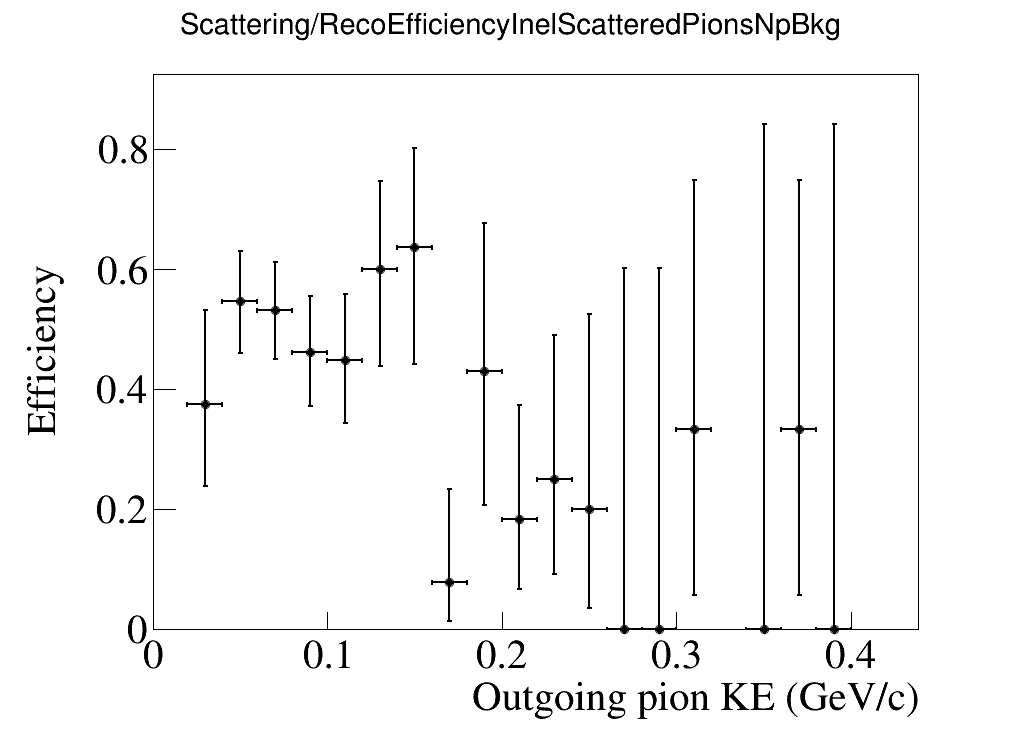 Scattering/RecoEfficiencyInelScatteredPionsNpBkg
Efficiency
0.8
0.6
0.4
0.2
0
0 0.1 0.2 0.3 0.4
Outgoing pion KE (GeV/c)